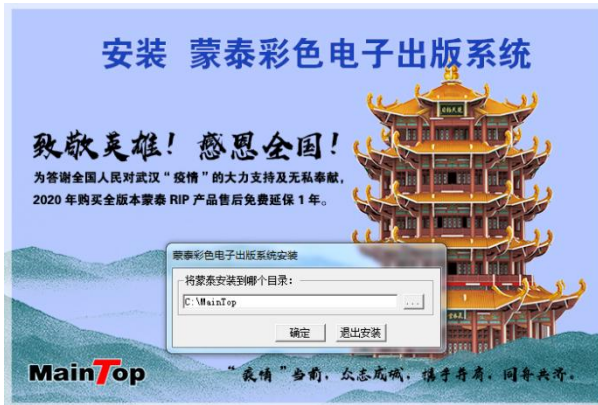 安装 蒙泰彩色电子出版系统
致敬英雄！感恩全国！
为答谢全国人民对武汉“疫情”的大力支持及无私奉献，
2020 年购买全版本蒙泰 RIP 产品售后免费延保 1 年。
蒙泰彩色电子出版系统安装
将蒙泰安装到哪个目录：
C:\MainTop
...
确定 退出安装
MainTop
“疫情”当前，众志成城，携手并肩，同舟共济。